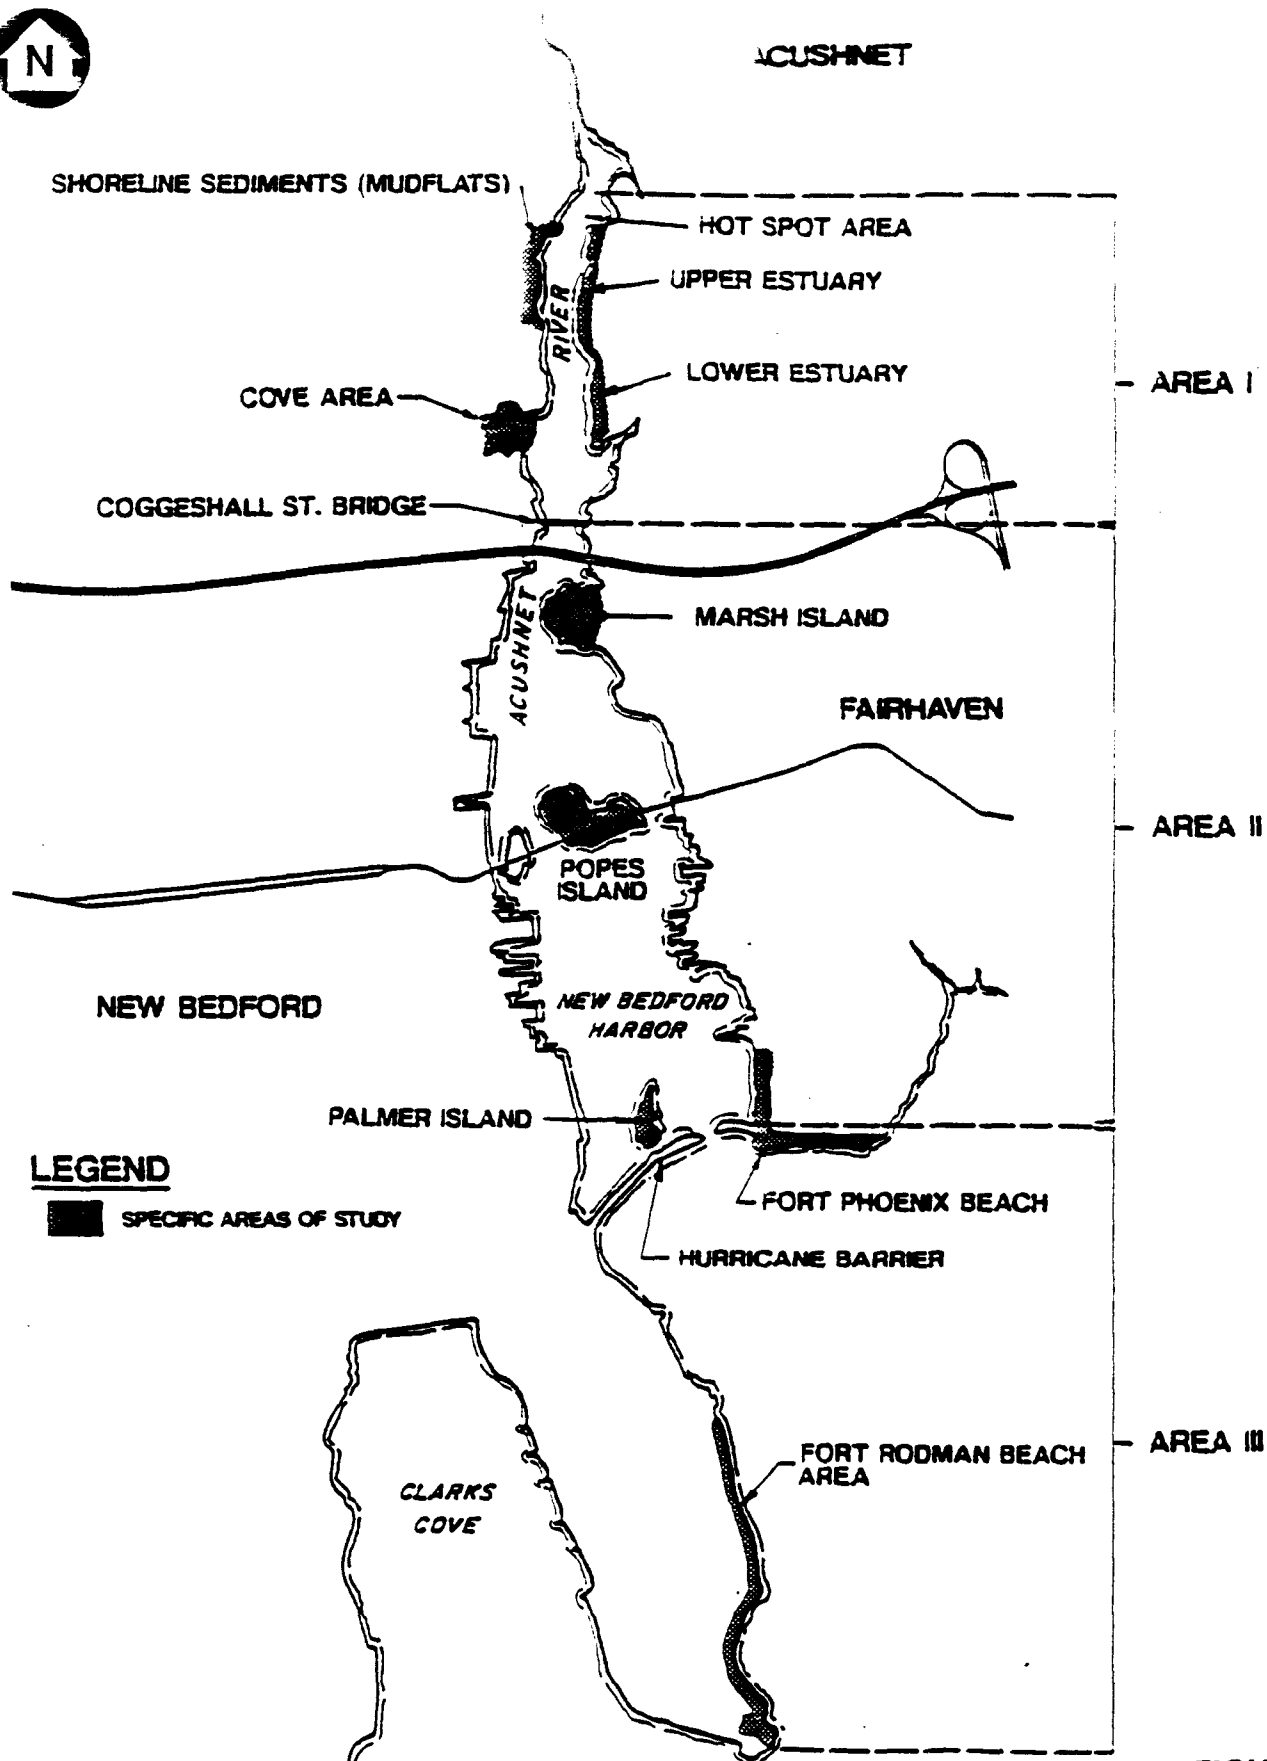 N
ACUSHNET
SHORELINE SEDIMENTS (MUDFLATS)
HOT SPOT AREA
UPPER ESTUARY
RIVER
LOWER ESTUARY
AREA I
COVE AREA
COGGESHALL ST. BRIDGE
ACUSHNET
MARSH ISLAND
FAIRHAVEN
AREA II
POPES
ISLAND
NEW BEDFORD
NEW BEDFORD
HARBOR
PALMER ISLAND
LEGEND
SPECIFIC AREAS OF STUDY
FORT PHOENIX BEACH
HURRICANE BARRIER
AREA III
FORT RODMAN BEACH
AREA
CLARKS
COVE